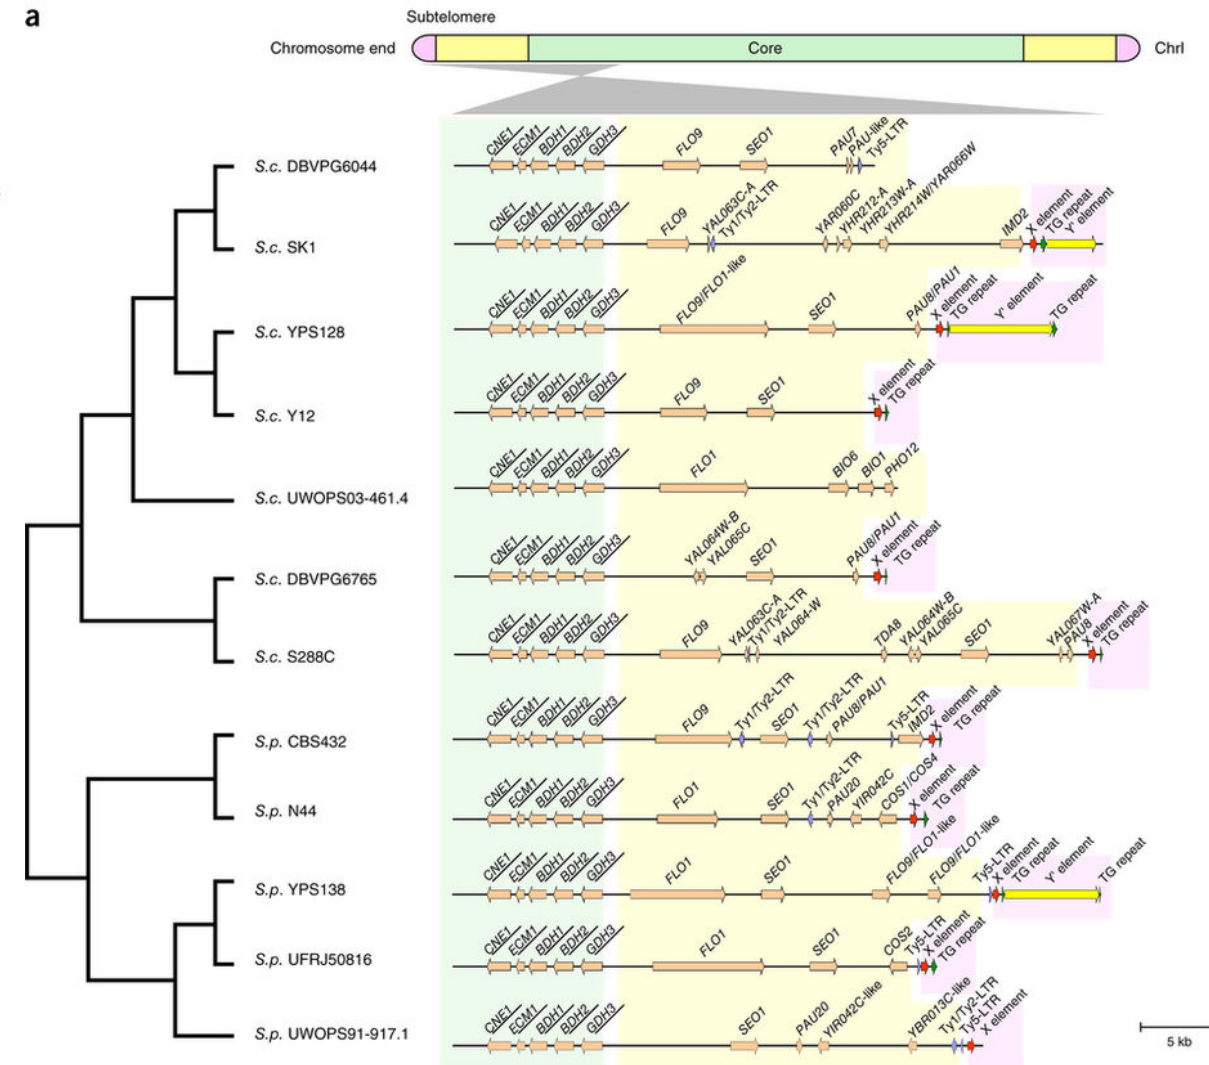 a
Subtelomere
Chromosome end Core ChrI
S.c. DBVPG6044 CNE1 ECM1 BDH1 BDH2 GDH3 FLO9 SEO1 PAU7 PAU-like Ty5-LTR
S.c. SK1 CNE1 ECM1 BDH1 BDH2 GDH3 FLO9 YAL063C-A Ty1/Ty2-LTR YAR060C YHR212-A YHR213W-A YHR214W/YAR066W IMD2 X element TG repeat Y' element
S.c. YPS128 CNE1 ECM1 BDH1 BDH2 GDH3 FLO9/FLO1-like SEO1 PAU8/PAU1 X element TG repeat Y' element TG repeat
S.c. Y12 CNE1 ECM1 BDH1 BDH2 GDH3 FLO9 SEO1 X element TG repeat
S.c. UWOPS03-461.4 CNE1 ECM1 BDH1 BDH2 GDH3 FLO1 BIO6 BIO1 PHO12
S.c. DBVPG6765 CNE1 ECM1 BDH1 BDH2 GDH3 YAL064W-B YAL065C SEO1 PAU8/PAU1 X element TG repeat
S.c. S288C CNE1 ECM1 BDH1 BDH2 GDH3 FLO9 YAL063C-A Ty1/Ty2-LTR YAL064-W TDA8 YAL064W-B YAL065C SEO1 YAL067W-A PAU8 X element TG repeat
S.p. CBS432 CNE1 ECM1 BDH1 BDH2 GDH3 FLO9 Ty1/Ty2-LTR SEO1 Ty1/Ty2-LTR PAU8/PAU1 Ty5-LTR IMD2 X element TG repeat
S.p. N44 CNE1 ECM1 BDH1 BDH2 GDH3 FLO1 SEO1 Ty1/Ty2-LTR PAU20 YIR042C COS1/COS4 X element TG repeat
S.p. YPS138 CNE1 ECM1 BDH1 BDH2 GDH3 FLO1 SEO1 FLO9/FLO1-like FLO9/FLO1-like Ty5-LTR X element TG repeat Y' element TG repeat
S.p. UFRJ50816 CNE1 ECM1 BDH1 BDH2 GDH3 FLO1 SEO1 COS2 Ty5-LTR X element TG repeat
S.p. UWOPS91-917.1 CNE1 ECM1 BDH1 BDH2 GDH3 SEO1 PAU20 YIR042C-like YBR013C-like Ty1/Ty2-LTR Ty5-LTR X element
5 kb